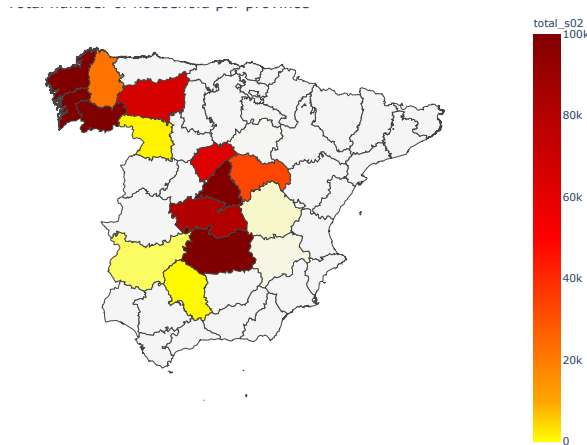 Total number of household per province
total_s02
100k
80k
60k
40k
20k
0